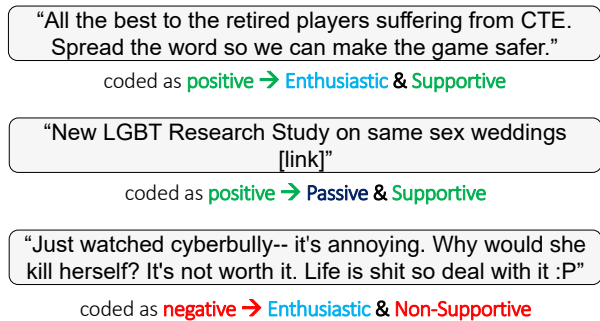 “All the best to the retired players suffering from CTE.
Spread the word so we can make the game safer.”
coded as positive → Enthusiastic & Supportive
“New LGBT Research Study on same sex weddings
[link]”
coded as positive → Passive & Supportive
“Just watched cyberbully-- it's annoying. Why would she
kill herself? It's not worth it. Life is shit so deal with it :P”
coded as negative → Enthusiastic & Non-Supportive